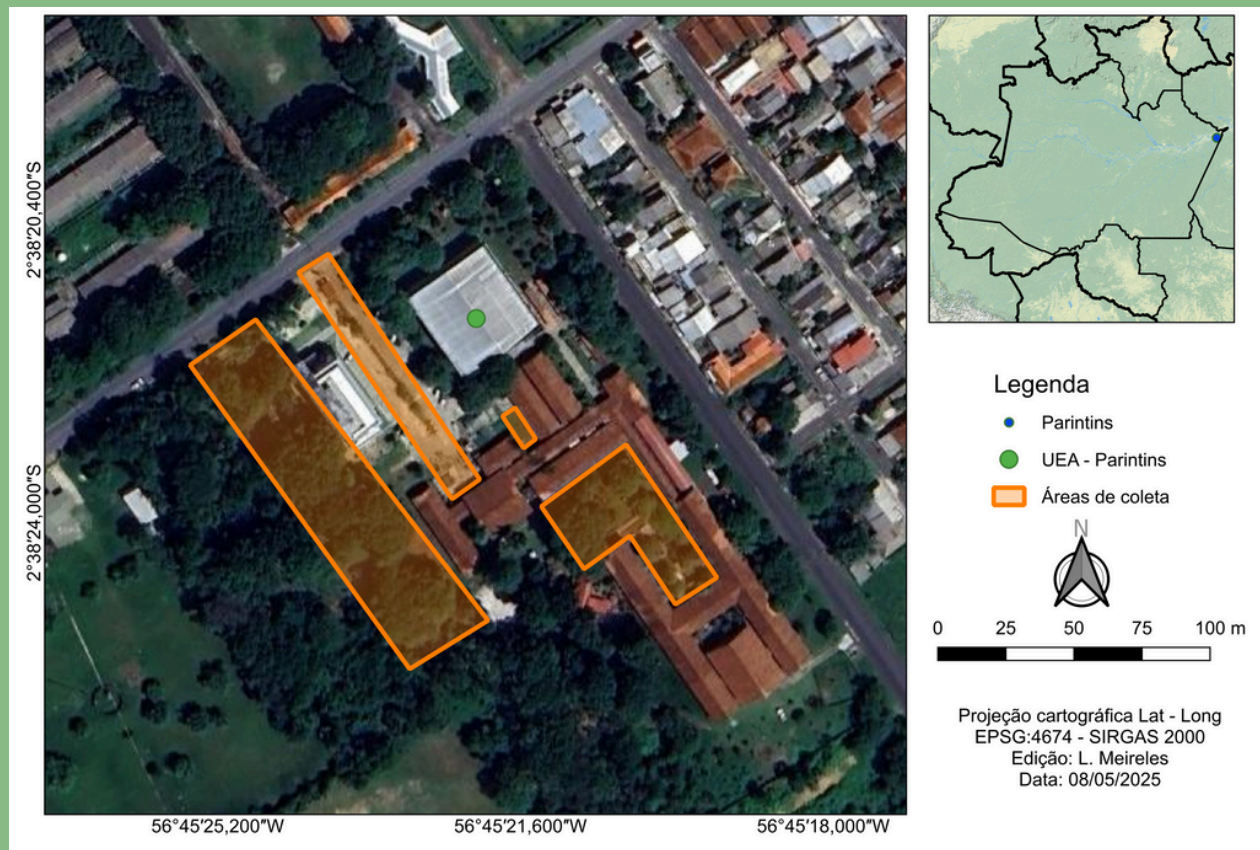 2°38'20,400"S
2°38'24,000"S
56°45'25,200"W
56°45'21,600"W
56°45'18,000"W
Legenda
Parintins
UEA - Parintins
Áreas de coleta
N
0 25 50 75 100 m
Projeção cartográfica Lat - Long
EPSG:4674 - SIRGAS 2000
Edição: L. Meireles
Data: 08/05/2025